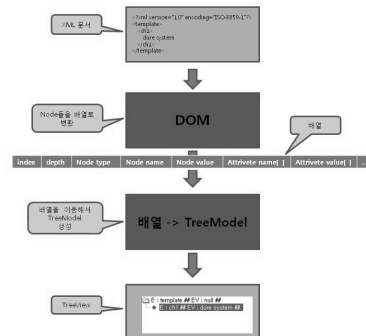 XML 문서
<?xml version="1.0" encoding="ISO-8859-1"?>
<template>
<ch1>
dure system
</ch1>
</template>
Node들을 배열로
변환
DOM
배열
index depth Node type Node name Node value Attrivete name[ ] Attrivete value[ ] ...
배열을 이용해서
TreeModel
생성
배열 -> TreeModel
Treeview
E : template ## EV : null ##
E : ch1 ## EV : dure system ##